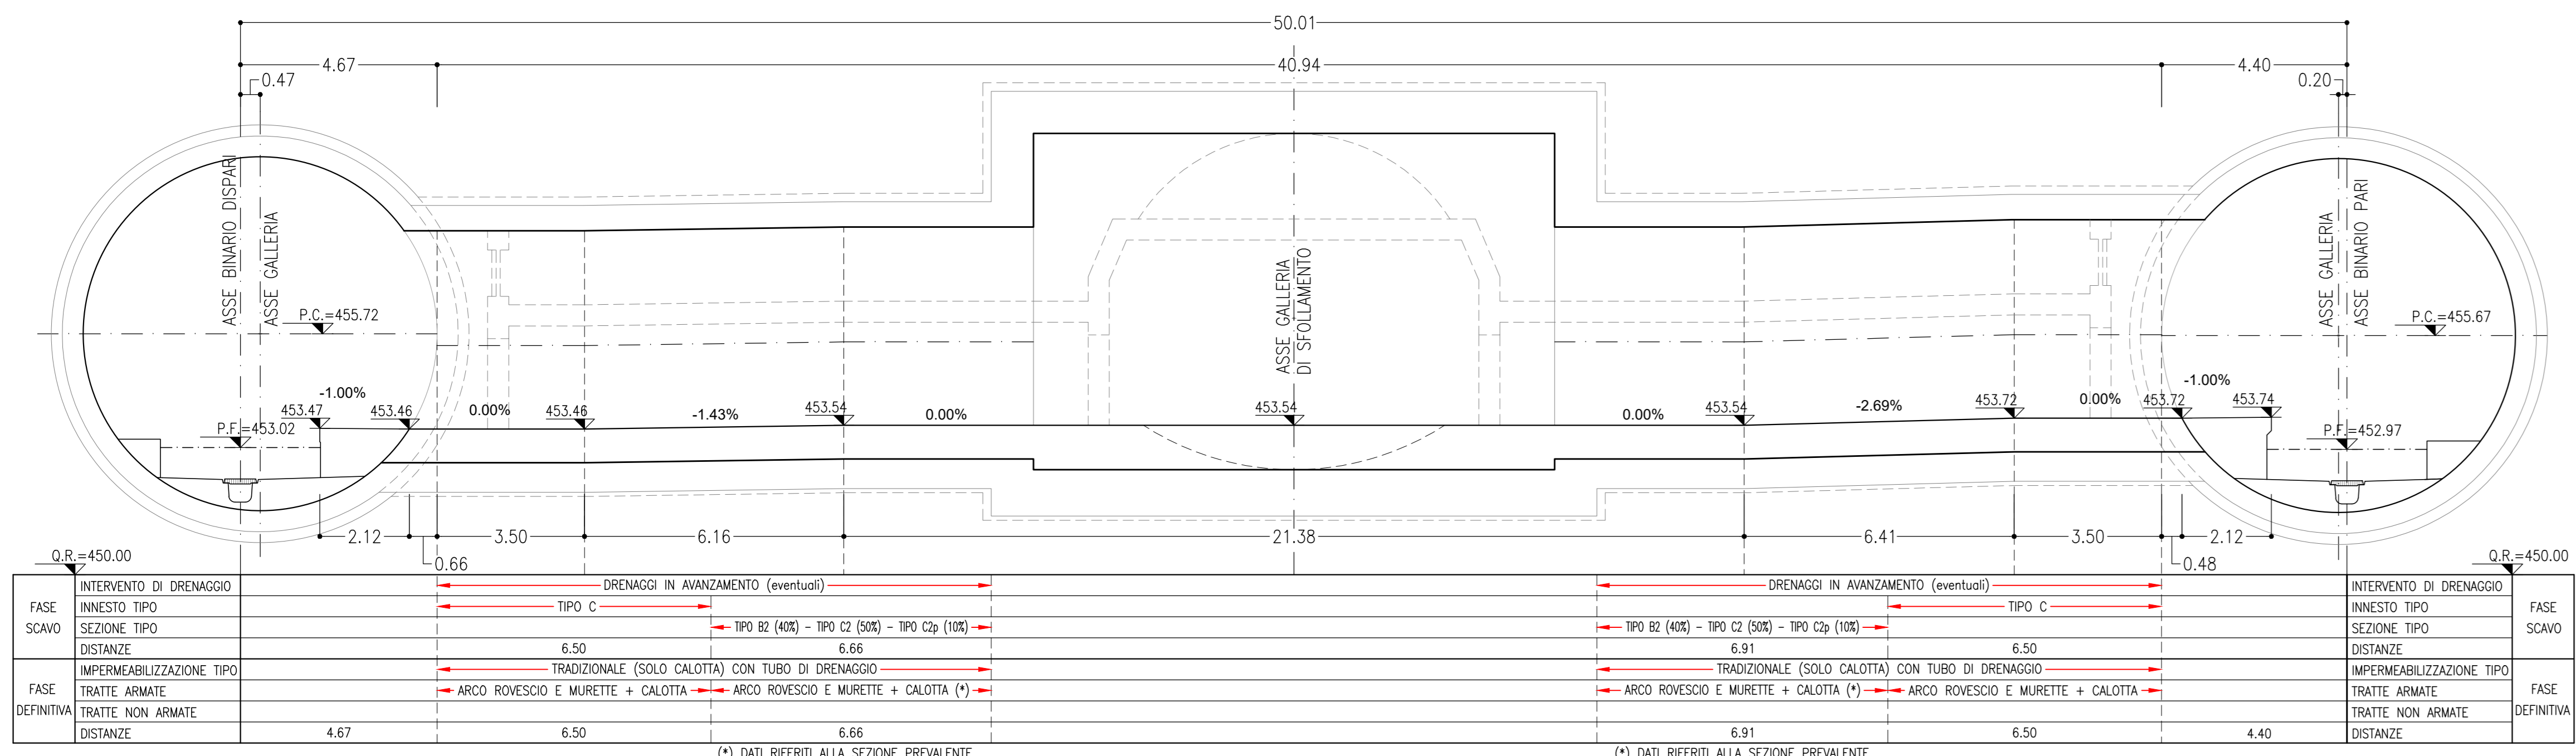 50.01
4.67
40.94
4.40
0.47
0.20
ASSE BINARIO DISPARI
ASSE GALLERIA
ASSE GALLERIA
DI SFOLLAMENTO
ASSE GALLERIA
ASSE BINARIO PARI
P.C.=455.72
P.C.=455.67
-1.00%
453.47
453.46
0.00%
453.46
-1.43%
453.54
0.00%
453.54
0.00%
453.54
-2.69%
453.72
0.00%
453.72
-1.00%
453.74
P.F.=453.02
P.F.=452.97
2.12
0.66
3.50
6.16
21.38
6.41
3.50
0.48
2.12
Q.R.=450.00
Q.R.=450.00
FASE
SCAVO
INTERVENTO DI DRENAGGIO
DRENAGGI IN AVANZAMENTO (eventuali)
DRENAGGI IN AVANZAMENTO (eventuali)
INTERVENTO DI DRENAGGIO
INNESTO TIPO
TIPO C
TIPO C
INNESTO TIPO
SEZIONE TIPO
TIPO B2 (40%) – TIPO C2 (50%) – TIPO C2p (10%)
TIPO B2 (40%) – TIPO C2 (50%) – TIPO C2p (10%)
SEZIONE TIPO
DISTANZE
6.50
6.66
6.91
6.50
DISTANZE
FASE
SCAVO
FASE
DEFINITIVA
IMPERMEABILIZZAZIONE TIPO
TRADIZIONALE (SOLO CALOTTA) CON TUBO DI DRENAGGIO
TRADIZIONALE (SOLO CALOTTA) CON TUBO DI DRENAGGIO
IMPERMEABILIZZAZIONE TIPO
TRATTE ARMATE
ARCO ROVESCIO E MURETTE + CALOTTA
ARCO ROVESCIO E MURETTE + CALOTTA (*)
ARCO ROVESCIO E MURETTE + CALOTTA (*)
ARCO ROVESCIO E MURETTE + CALOTTA
TRATTE ARMATE
TRATTE NON ARMATE
TRATTE NON ARMATE
DISTANZE
4.67
6.50
6.66
6.91
6.50
4.40
DISTANZE
FASE
DEFINITIVA
(*) DATI RIFERITI ALLA SEZIONE PREVALENTE
(*) DATI RIFERITI ALLA SEZIONE PREVALENTE